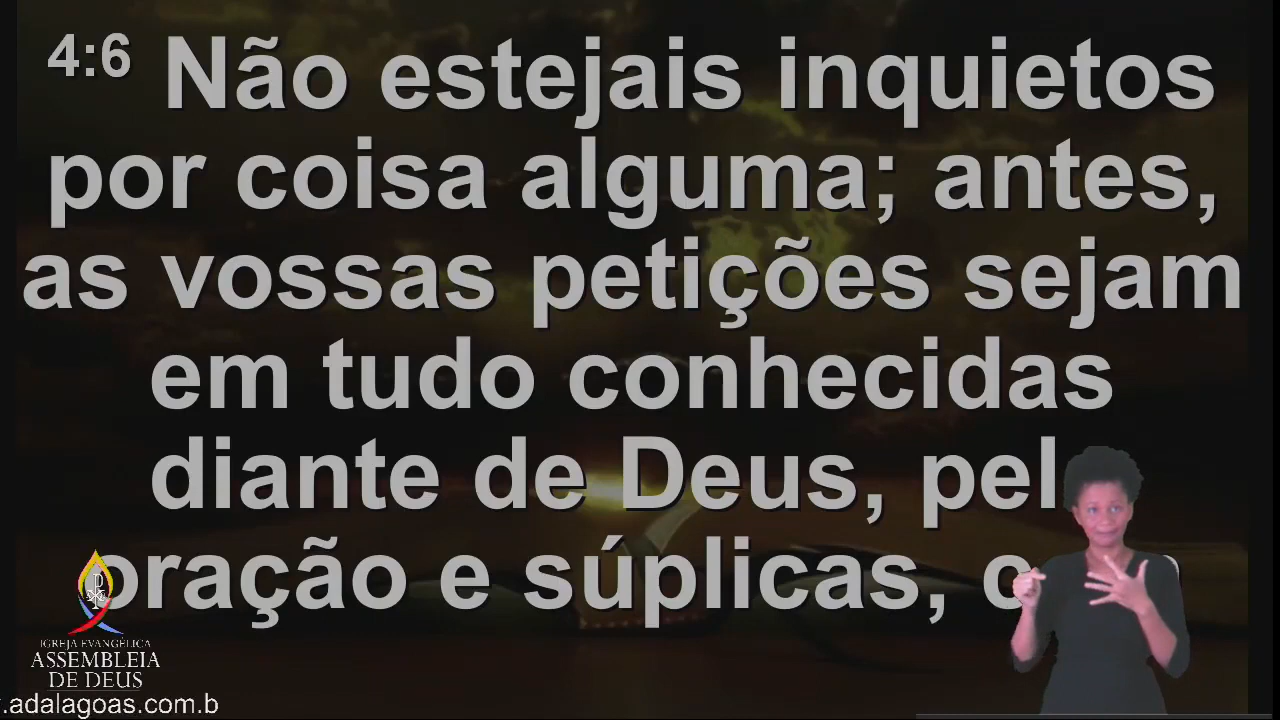 4:6 Não estejais inquietos
por coisa alguma; antes,
as vossas petições sejam
em tudo conhecidas
diante de Deus, pel
oração e súplicas,
IGREJA EVANGÉLICA
ASSEMBLEIA
DE DEUS
.adalagoas.com.b